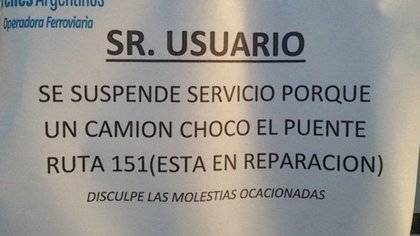 Argentinos
Operadora Ferroviaria
SR. USUARIO
SE SUSPENDE SERVICIO PORQUE
UN CAMION CHOCO EL PUENTE
RUTA 151(ESTA EN REPARACION)
DISCULPE LAS MOLESTIAS OCACIONADAS